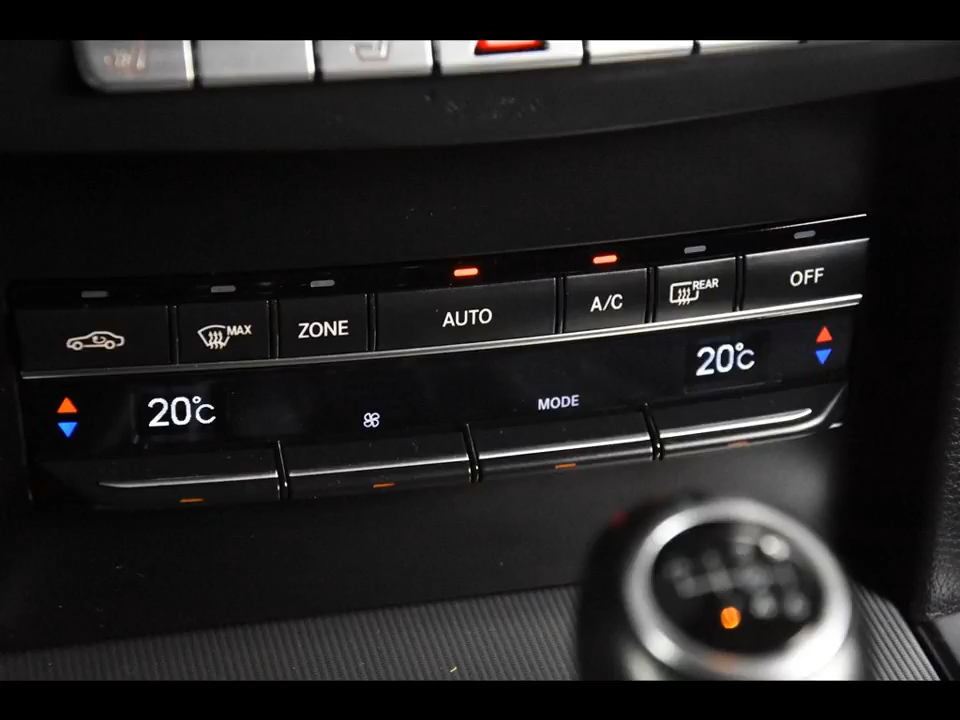 MAX
ZONE
AUTO
A/C
REAR
OFF
20°C
MODE
20°C